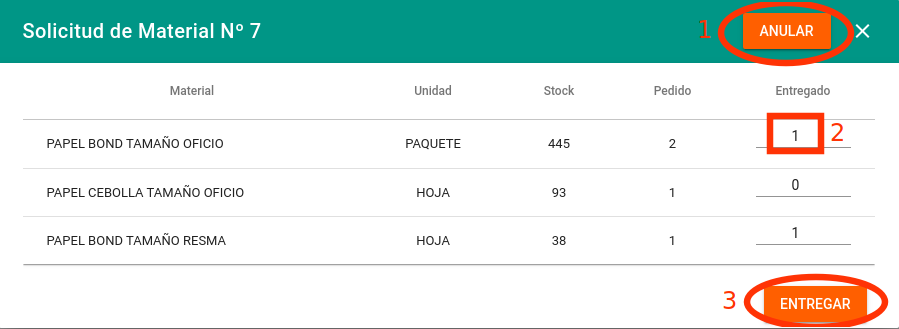 Solicitud de Material Nº 7 1 ANULAR ×
Material Unidad Stock Pedido Entregado
PAPEL BOND TAMAÑO OFICIO PAQUETE 445 2 1 2
PAPEL CEBOLLA TAMAÑO OFICIO HOJA 93 1 0
PAPEL BOND TAMAÑO RESMA HOJA 38 1 1
3 ENTREGAR